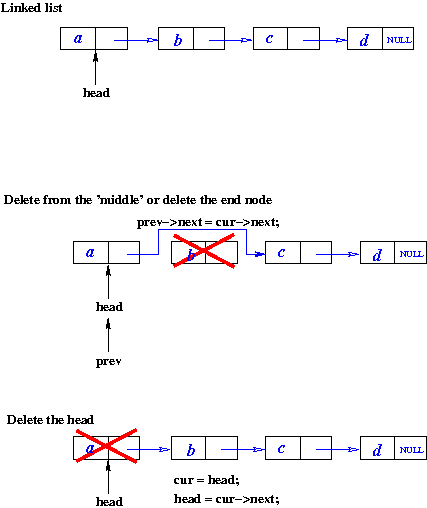 Linked list
a b c d NULL
head
Delete from the 'middle' or delete the end node
prev->next = cur->next;
a b c d NULL
head
prev
Delete the head
a b c d NULL
cur = head;
head head = cur->next;